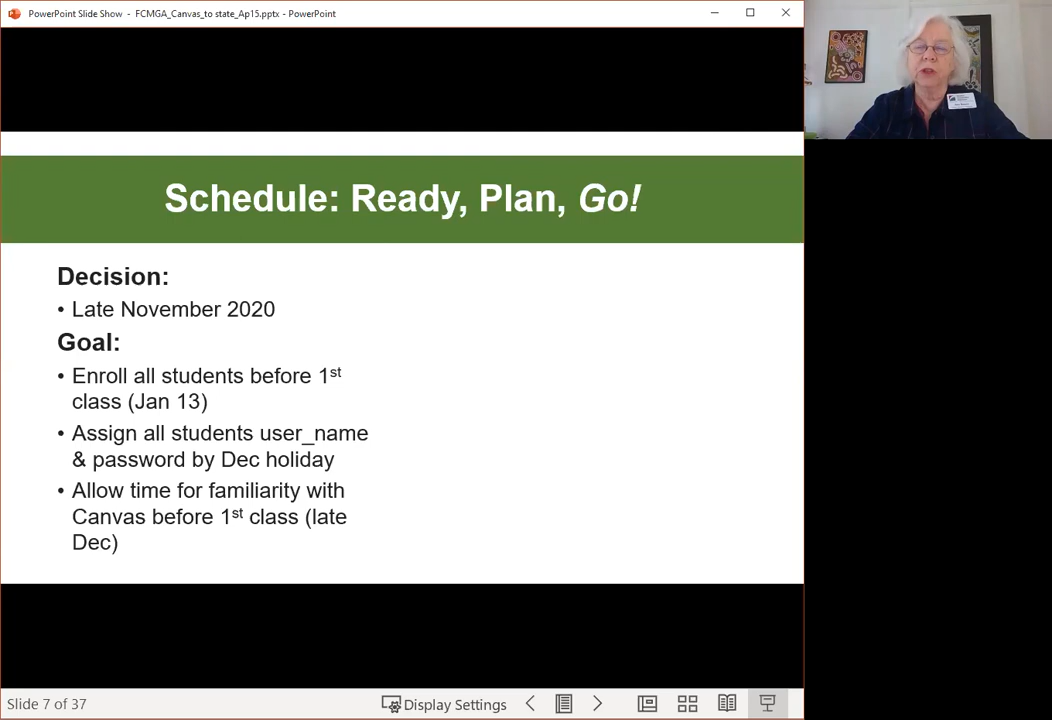 PowerPoint Slide Show - FCMGA_Canvas_to state_Ap15.pptx - PowerPoint
Schedule: Ready, Plan, Go!
Decision:
• Late November 2020
Goal:
• Enroll all students before 1st
class (Jan 13)
• Assign all students user_name
& password by Dec holiday
• Allow time for familiarity with
Canvas before 1st class (late
Dec)
Slide 7 of 37
Display Settings